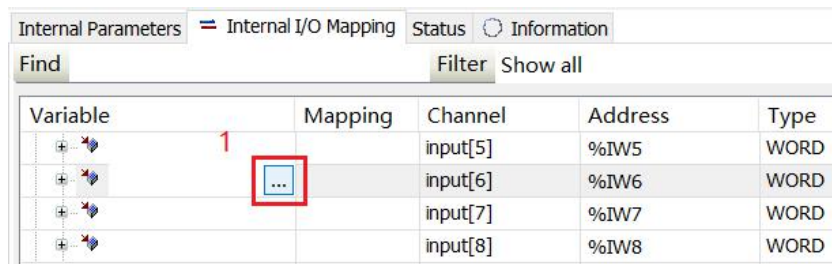 Internal Parameters Internal I/O Mapping Status Information
Find Filter Show all
Variable Mapping Channel Address Type
input[5] %IW5 WORD
1
... input[6] %IW6 WORD
input[7] %IW7 WORD
input[8] %IW8 WORD